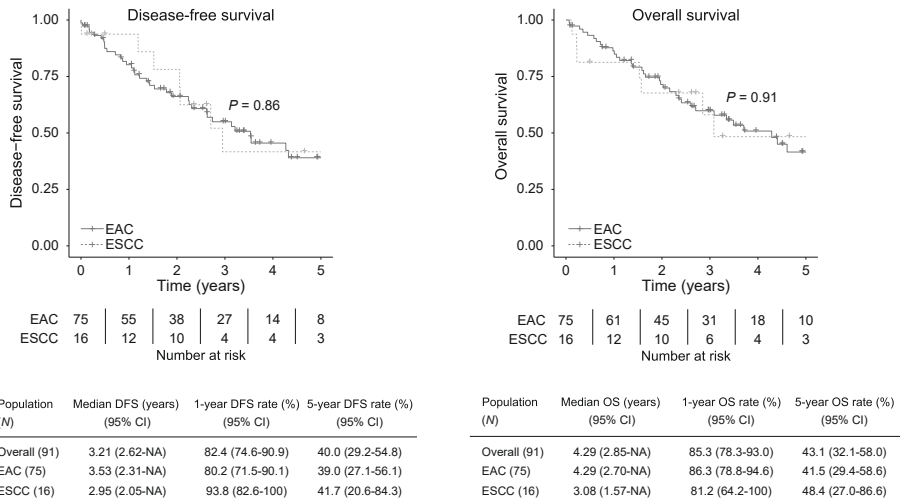 Disease-free survival
1.00
0.75
0.50
0.25
0.00
Disease–free survival
P = 0.86
EAC
ESCC
0 1 2 3 4 5
Time (years)
EAC 75 55 38 27 14 8
ESCC 16 12 10 4 4 3
Number at risk
Overall survival
1.00
0.75
0.50
0.25
0.00
Overall survival
P = 0.91
EAC
ESCC
0 1 2 3 4 5
Time (years)
EAC 75 61 45 31 18 10
ESCC 16 12 10 6 4 3
Number at risk
Population Median DFS (years) 1-year DFS rate (%) 5-year DFS rate (%)
(N) (95% CI) (95% CI) (95% CI)
Overall (91) 3.21 (2.62-NA) 82.4 (74.6-90.9) 40.0 (29.2-54.8)
EAC (75) 3.53 (2.31-NA) 80.2 (71.5-90.1) 39.0 (27.1-56.1)
ESCC (16) 2.95 (2.05-NA) 93.8 (82.6-100) 41.7 (20.6-84.3)
Population Median OS (years) 1-year OS rate (%) 5-year OS rate (%)
(N) (95% CI) (95% CI) (95% CI)
Overall (91) 4.29 (2.85-NA) 85.3 (78.3-93.0) 43.1 (32.1-58.0)
EAC (75) 4.29 (2.70-NA) 86.3 (78.8-94.6) 41.5 (29.4-58.6)
ESCC (16) 3.08 (1.57-NA) 81.2 (64.2-100) 48.4 (27.0-86.6)